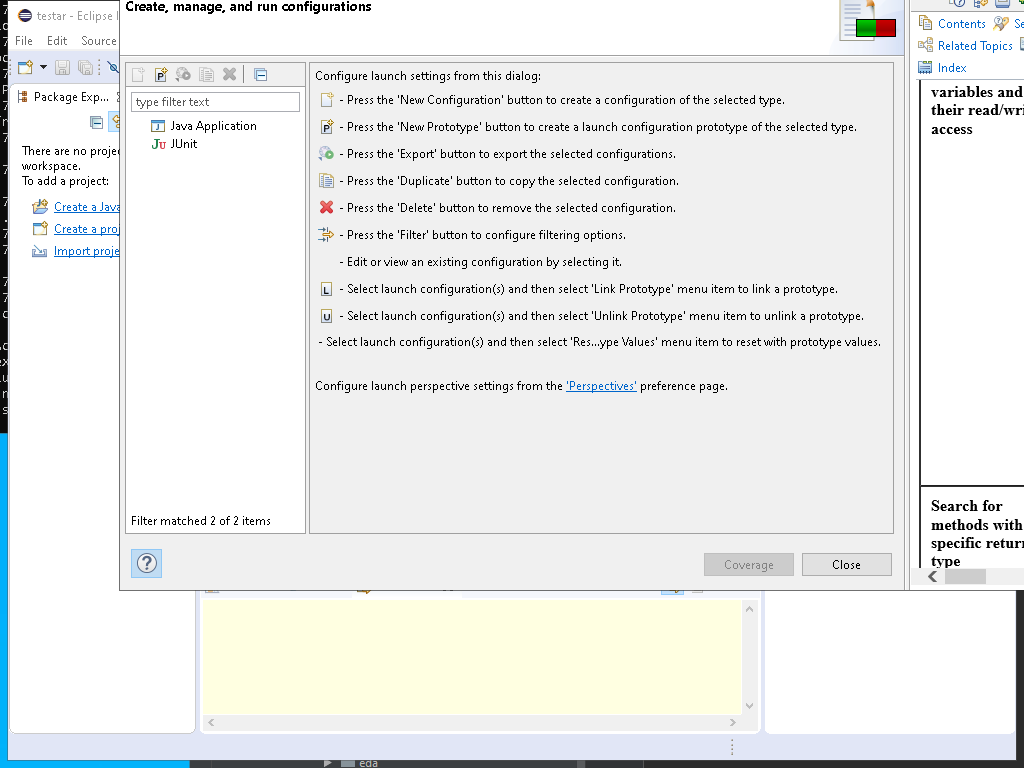 Create, manage, and run configurations
testar - Eclipse
File Edit Source
Package Exp...
There are no
workspace.
To add a project:
Create a Java
Create a
Import
type filter text
Java Application
JUnit
Filter matched 2 of 2 items
Configure launch settings from this dialog:
- Press the 'New Configuration' button to create a configuration of the selected type.
- Press the 'New Prototype' button to create a launch configuration prototype of the selected type.
- Press the 'Export' button to export the selected configurations.
- Press the 'Duplicate' button to copy the selected configuration.
- Press the 'Delete' button to remove the selected configuration.
- Press the 'Filter' button to configure filtering options.
- Edit or view an existing configuration by selecting it.
L - Select launch configuration(s) and then select 'Link Prototype' menu item to link a prototype.
U - Select launch configuration(s) and then select 'Unlink Prototype' menu item to unlink a prototype.
- Select launch configuration(s) and then select 'Res...ype Values' menu item to reset with prototype values.
Configure launch perspective settings from the 'Perspectives' preference page.
Coverage Close
Contents
Related Topics
Index
variables and
their
access
Search for
methods with
specific
type
eda